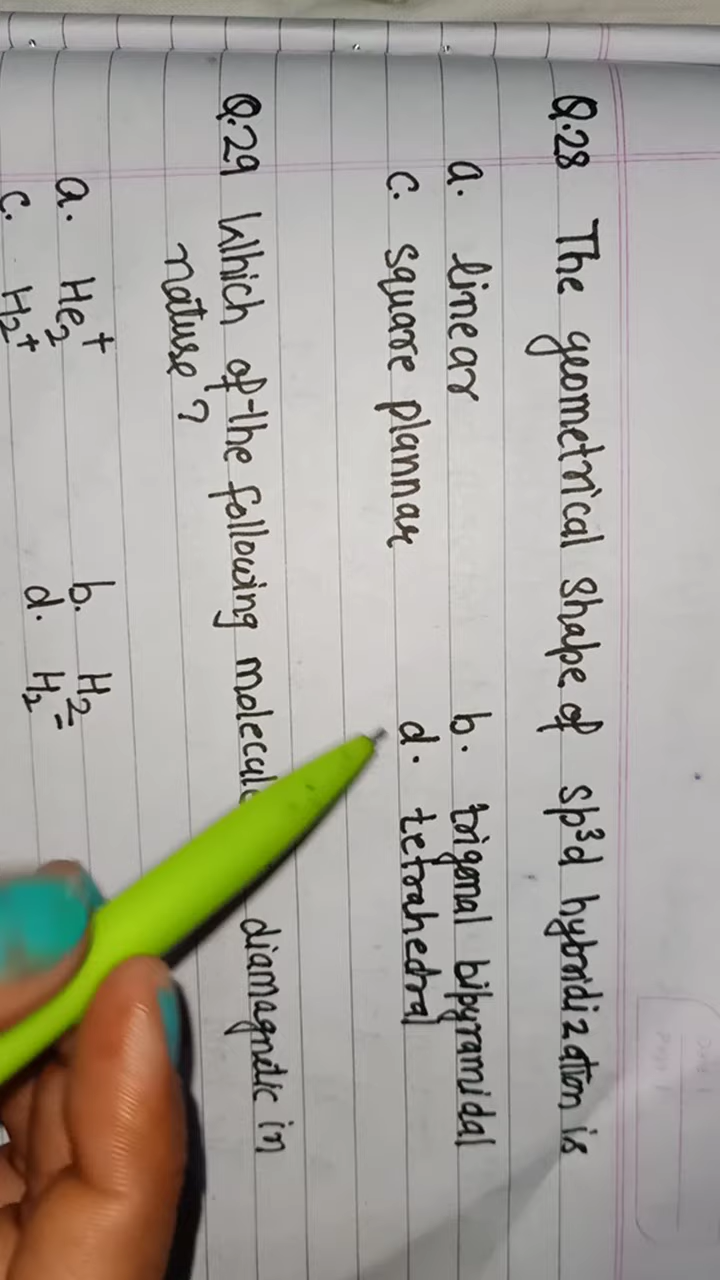 Q.28 The geometrical shape of sp³d hybridization is
a. linear b. trigonal bipyramidal
c. square plannar d. tetrahedral
Q.29 Which of the following diamagnetic in
nature?
a. He₂⁺ b. H₂
c. H₂⁺ d. H₂⁻